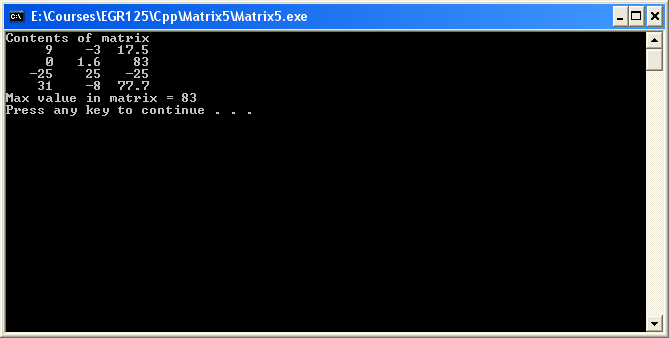 E:\Courses\EGR125\Cpp\Matrix5\Matrix5.exe
Contents of matrix
9 -3 17.5
0 1.6 83
-25 25 -25
31 -8 77.7
Max value in matrix = 83
Press any key to continue . . .